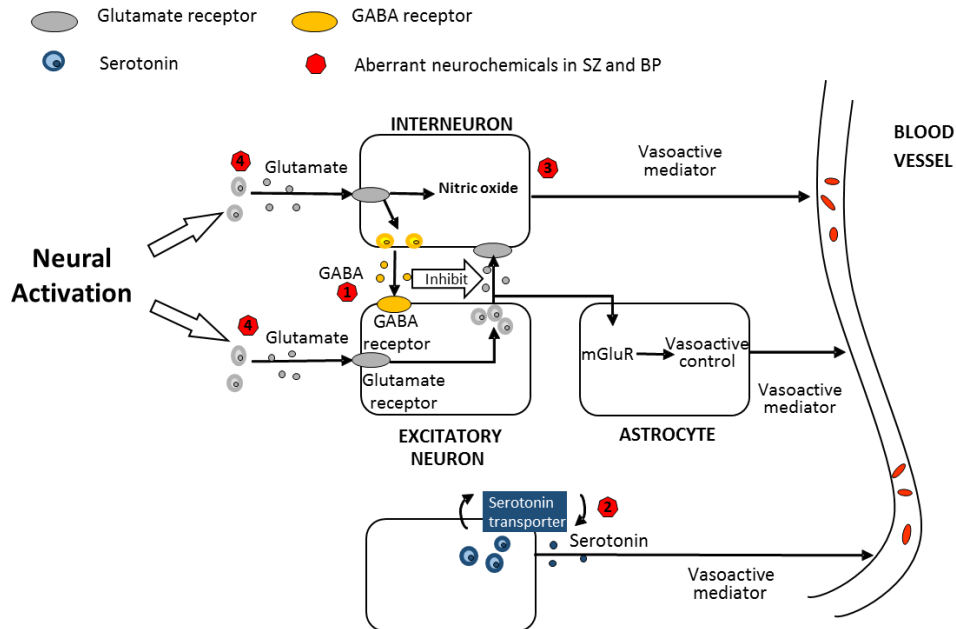 Glutamate receptor
GABA receptor
Serotonin
Aberrant neurochemicals in SZ and BP
INTERNEURON
BLOOD
VESSEL
4
Glutamate
3
Vasoactive
mediator
Nitric oxide
Neural
Activation
GABA
Inhibit
1
GABA
receptor
4
Glutamate
Glutamate
receptor
mGluR
Vasoactive
control
Vasoactive
mediator
EXCITATORY
NEURON
ASTROCYTE
Serotonin
transporter
2
Serotonin
Vasoactive
mediator